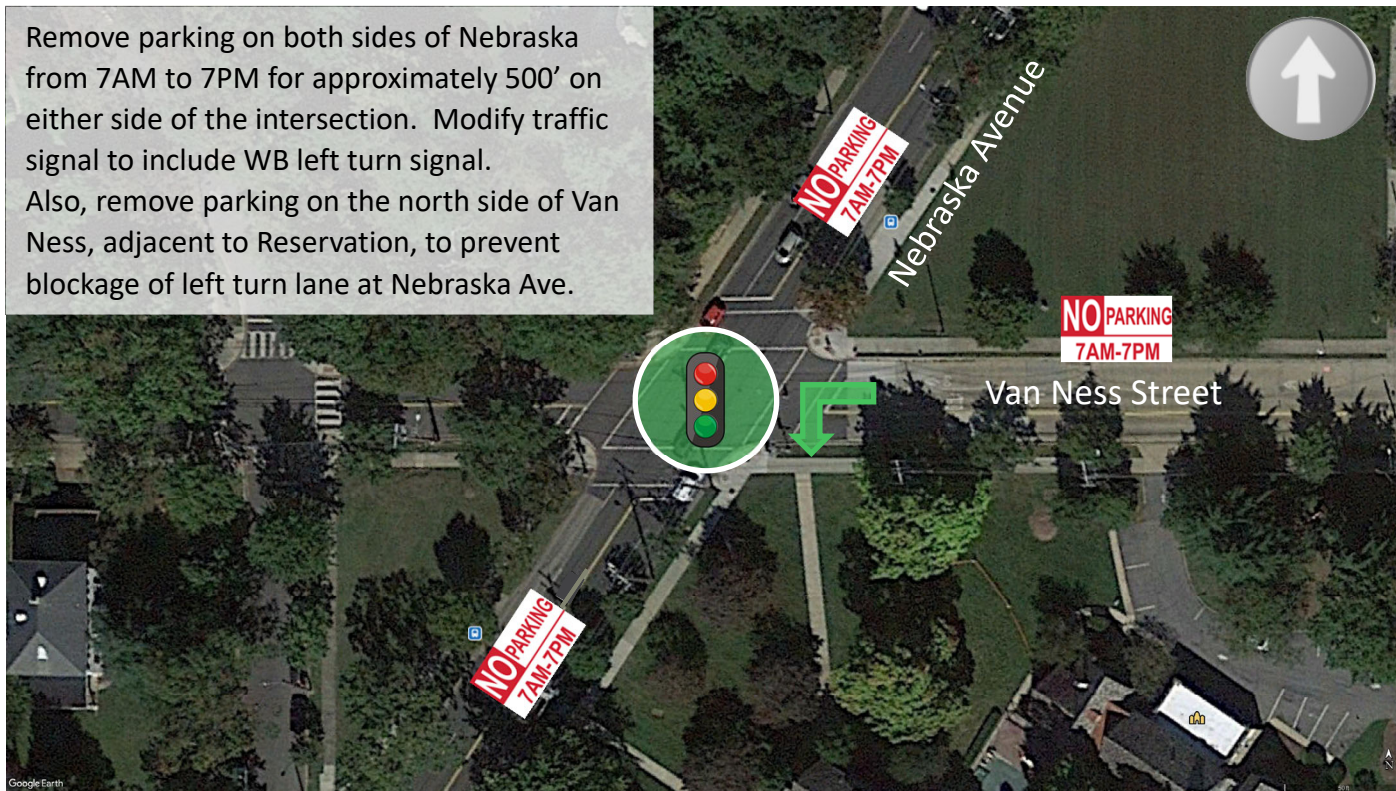 Remove parking on both sides of Nebraska
from 7AM to 7PM for approximately 500’ on
either side of the intersection.  Modify traffic
signal to include WB left turn signal.
Also, remove parking on the north side of Van
Ness, adjacent to Reservation, to prevent
blockage of left turn lane at Nebraska Ave.
NO PARKING
7AM-7PM
Nebraska Avenue
NO PARKING
7AM-7PM
Van Ness Street
NO PARKING
7AM-7PM
Google Earth
N